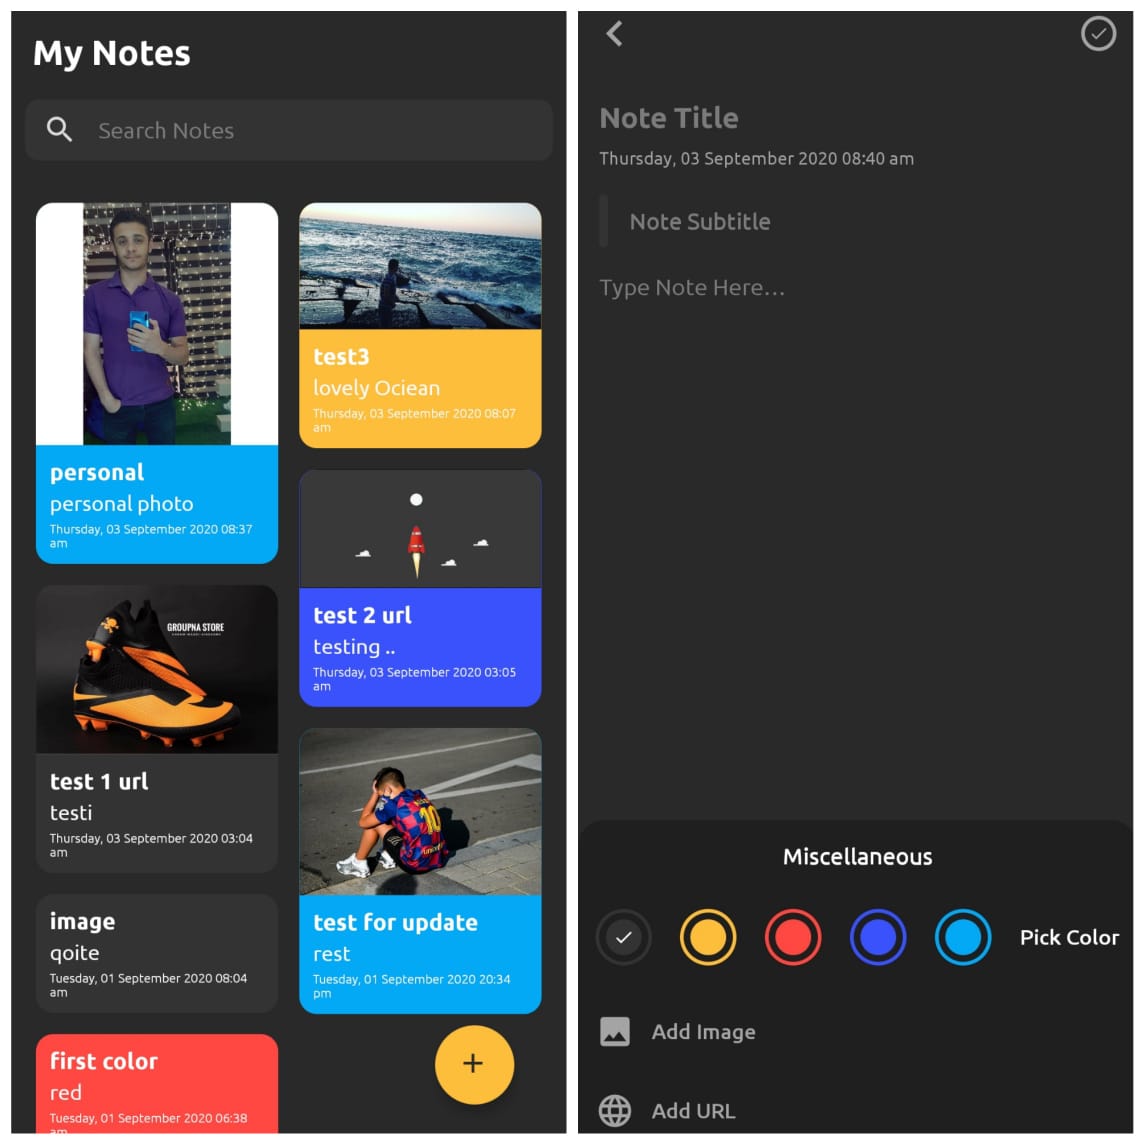 My Notes
Search Notes
personal
personal photo
Thursday, 03 September 2020 08:37
am
GROUPNA STORE
test 1 url
testi
Thursday, 03 September 2020 03:04
am
image
qoite
Tuesday, 01 September 2020 08:04
am
first color
red
Tuesday, 01 September 2020 06:38
am
test3
lovely Ociean
Thursday, 03 September 2020 08:07
am
test 2 url
testing ..
Thursday, 03 September 2020 03:05
am
10
unicef
test for update
rest
Tuesday, 01 September 2020 20:34
pm
+
Note Title
Thursday, 03 September 2020 08:40 am
Note Subtitle
Type Note Here...
Miscellaneous
Pick Color
Add Image
Add URL